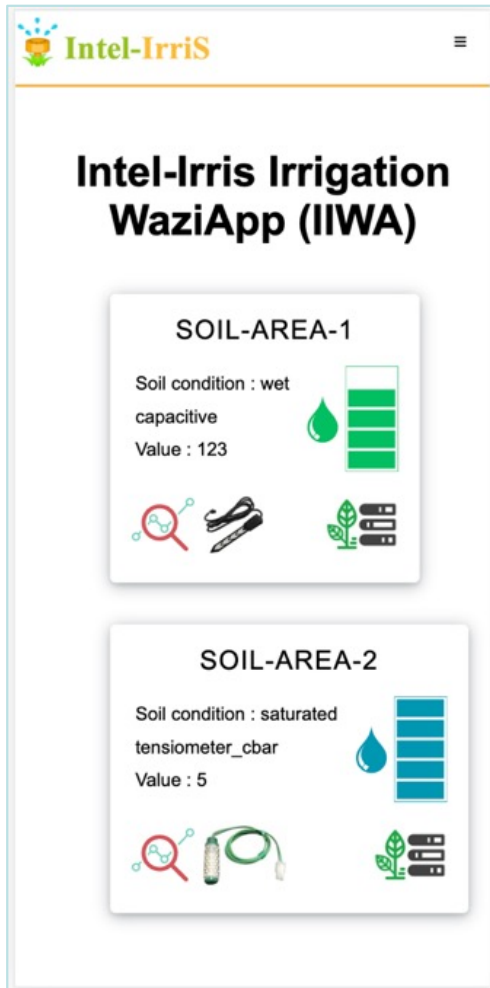 Intel-IrriS
Intel-Irris Irrigation
WaziApp (IIWA)
SOIL-AREA-1
Soil condition : wet
capacitive
Value : 123
SOIL-AREA-2
Soil condition : saturated
tensiometer_cbar
Value : 5